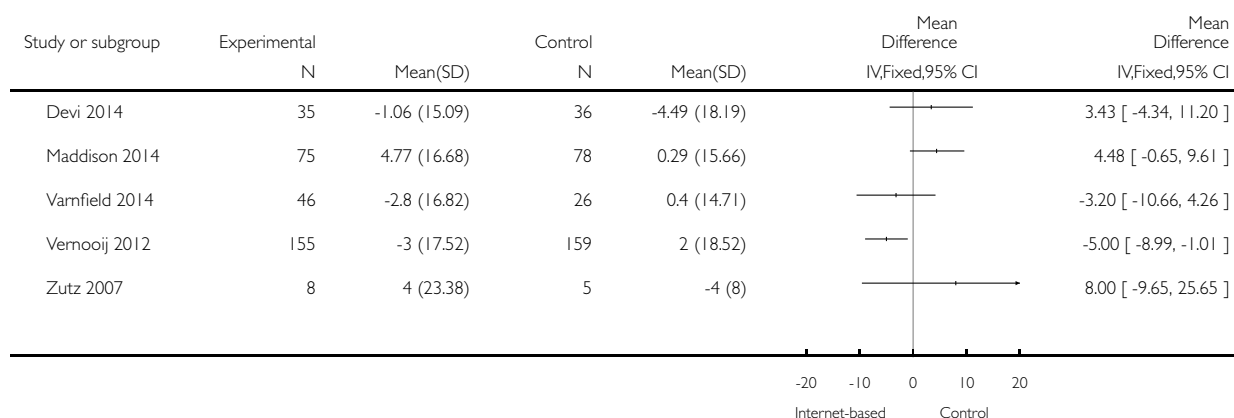 Mean Mean
Study or subgroup Experimental Control Difference Difference
N Mean(SD) N Mean(SD) IV,Fixed,95% CI IV,Fixed,95% CI
Devi 2014 35 -1.06 (15.09) 36 -4.49 (18.19) 3.43 [ -4.34, 11.20 ]
Maddison 2014 75 4.77 (16.68) 78 0.29 (15.66) 4.48 [ -0.65, 9.61 ]
Varnfield 2014 46 -2.8 (16.82) 26 0.4 (14.71) -3.20 [ -10.66, 4.26 ]
Vernooij 2012 155 -3 (17.52) 159 2 (18.52) -5.00 [ -8.99, -1.01 ]
Zutz 2007 8 4 (23.38) 5 -4 (8) 8.00 [ -9.65, 25.65 ]
-20 -10 0 10 20
Internet-based Control